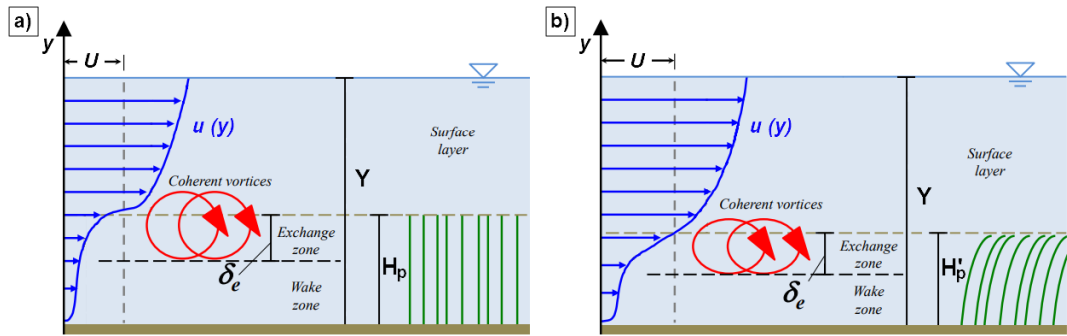 a)
y
U
u (y)
Surface
layer
Y
Coherent vortices
Exchange
zone
δe
Hp
Wake
zone
b)
y
U
u (y)
Surface
layer
Y
Coherent vortices
Exchange
zone
δe
H'p
Wake
zone